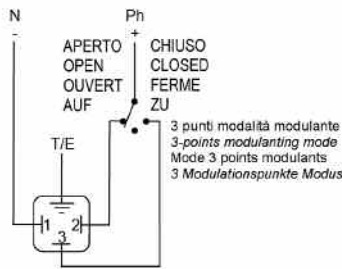 N Ph
- +
APERTO CHIUSO
OPEN CLOSED
OUVERT FERME
AUF ZU
3 punti modalità modulante
3-points modulanting mode
Mode 3 points modulants
3 Modulationspunkte Modus
T/E
1 2
3